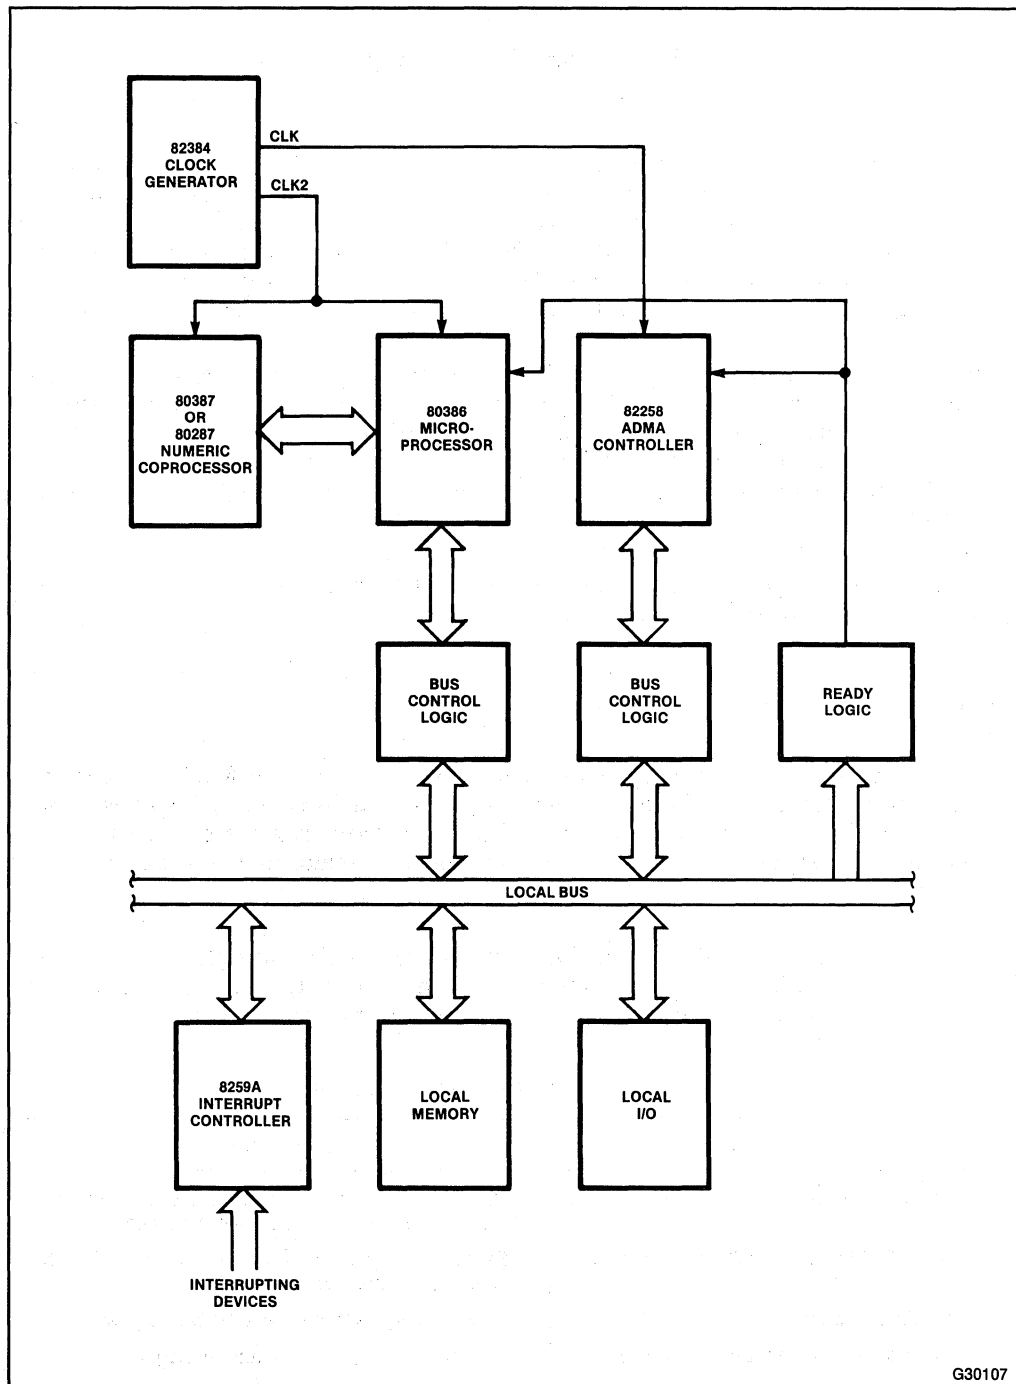 82384
CLOCK
GENERATOR
CLK
CLK2
80387
OR
80287
NUMERIC
COPROCESSOR
80386
MICRO-
PROCESSOR
82258
ADMA
CONTROLLER
BUS
CONTROL
LOGIC
BUS
CONTROL
LOGIC
READY
LOGIC
LOCAL BUS
8259A
INTERRUPT
CONTROLLER
LOCAL
MEMORY
LOCAL
I/O
INTERRUPTING
DEVICES
G30107